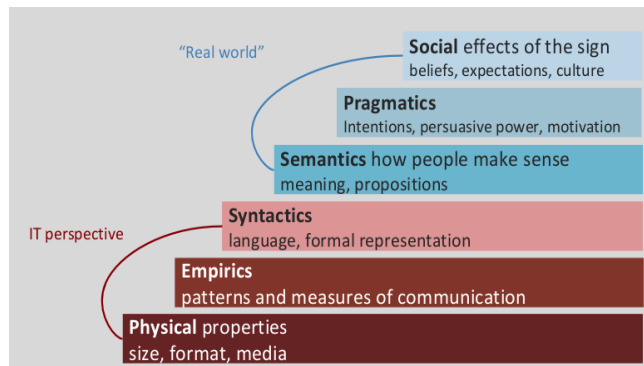 Social effects of the sign
“Real world”
beliefs, expectations, culture
Pragmatics
Intentions, persuasive power, motivation
Semantics how people make sense
meaning, propositions
Syntactics
IT perspective
language, formal representation
Empirics
patterns and measures of communication
Physical properties
size, format, media